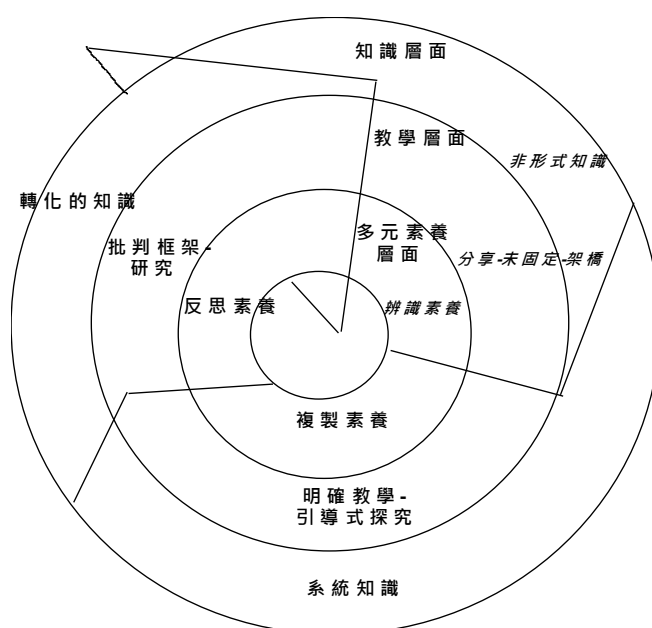 知識層面
教學層面
非形式知識
轉化的知識
多元素養
層面
批判框架-
研究
分享-未固定-架橋
反思素養
辨識素養
複製素養
明確教學-
引導式探究
系統知識